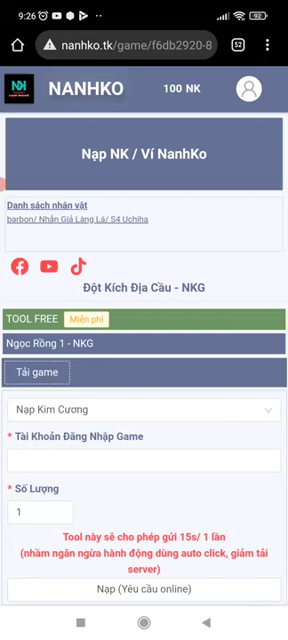 9:26
92
nanhko.tk/game/f6db2920-8
52
NK
NANHKO
100 NK
Nạp NK / Ví NanhKo
Danh sách nhân vật
barbon/ Nhẫn Giả Làng Lá/ S4 Uchiha
Đột Kích Địa Cầu - NKG
TOOL FREE Miễn phí
Ngọc Rồng 1 - NKG
Tải game
Nạp Kim Cương
* Tài Khoản Đăng Nhập Game
* Số Lượng
1
Tool này sẽ cho phép gửi 15s/ 1 lần
(nhằm ngăn ngừa hành động dùng auto click, giảm tải
server)
Nạp (Yêu cầu online)